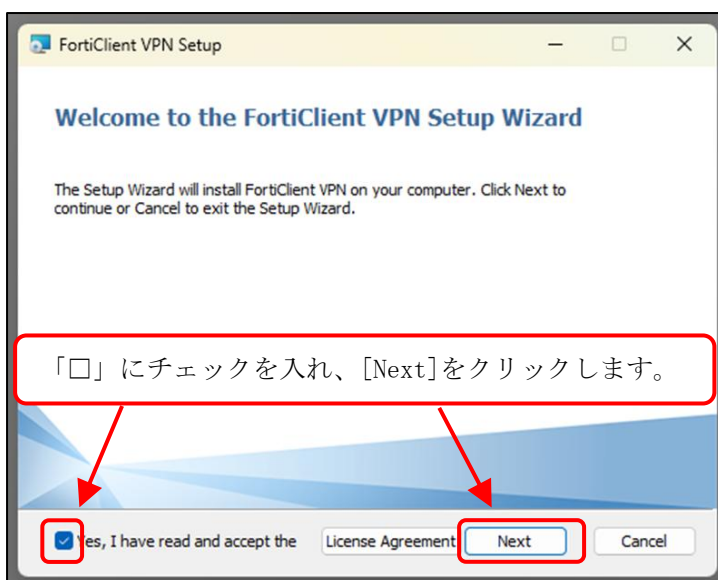 FortiClient VPN Setup
Welcome to the FortiClient VPN Setup Wizard
The Setup Wizard will install FortiClient VPN on your computer. Click Next to
continue or Cancel to exit the Setup Wizard.
「□」にチェックを入れ、[Next]をクリックします。
Yes, I have read and accept the License Agreement Next Cancel